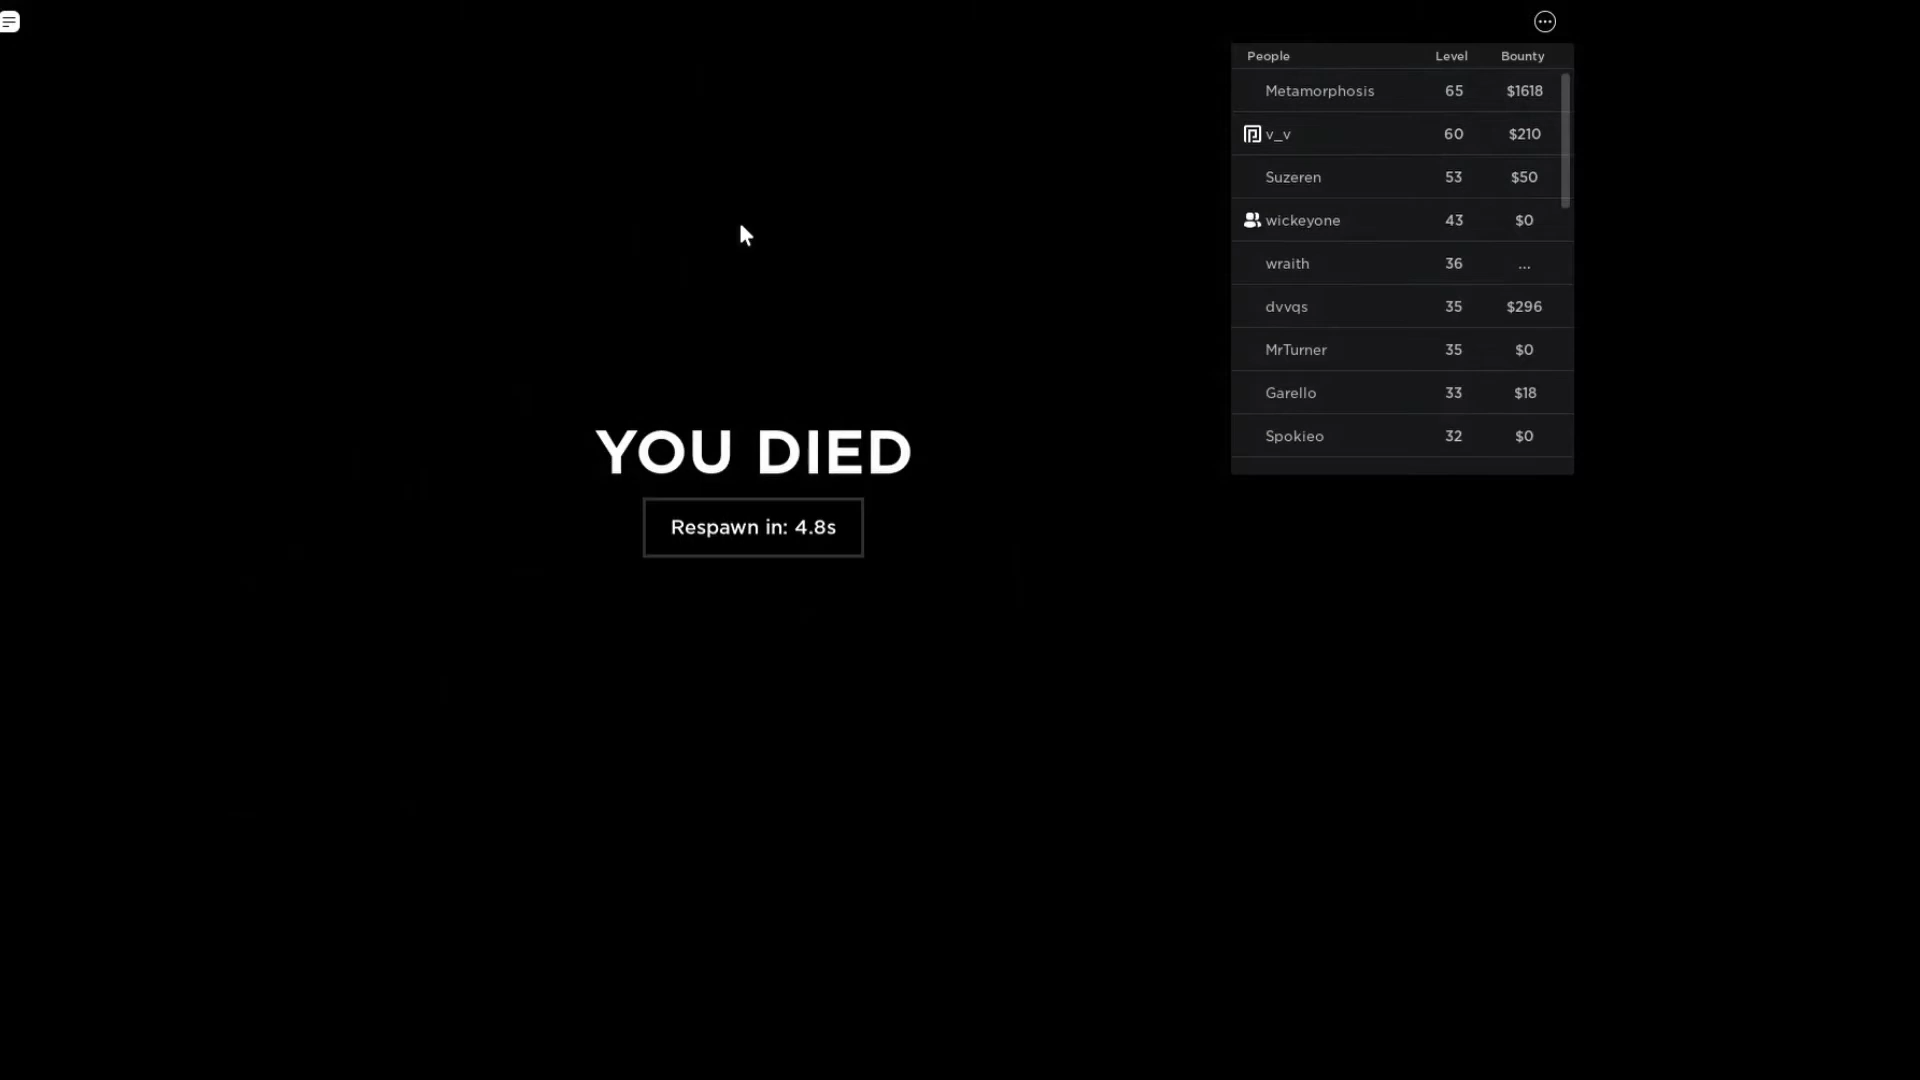 People Level Bounty
Metamorphosis 65 $1618
v_v 60 $210
Suzeren 53 $50
wickeyone 43 $0
wraith 36 ...
dvvqs 35 $296
MrTurner 35 $0
Garello 33 $18
Spokieo 32 $0
YOU DIED
Respawn in: 4.8s